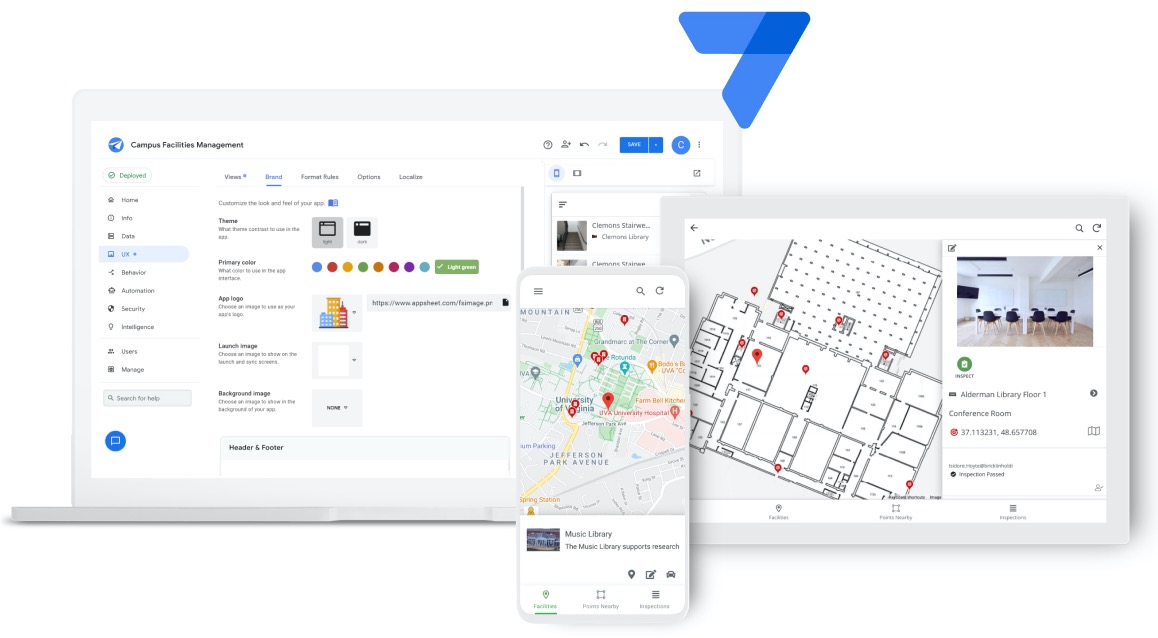 Campus Facilities Management
SAVE
C
Deployed
Home
Info
Data
UX
Behavior
Automation
Security
Intelligence
Users
Manage
Search for help
Views
Brand
Format Rules
Options
Localize
Customize the look and feel of your app.
Theme
What theme contrast to use in the
app.
light
dark
Primary color
What color to use in the app
interface.
Light green
App logo
Choose an image to use as your
app's logo.
https://www.appsheet.com/fsimage.pr
Launch image
Choose an image to show on the
launch and sync screens.
Background image
Choose an image to show in the
background of your app.
NONE
Header & Footer
Clemons Stairwe...
Clemons Library
Clemons Stairwe
MOUNTAIN
Grandmarc at The Corner
Rotunda
Bodo's Ba
UVA "Co
University
of Virginia
Farm Bell Kitchen
UVA University Hospital
Jefferson Park Ave
ium Parking
JEFFERSON
PARK AVENUE
Spring Station
Music Library
The Music Library supports research
Facilities
Points Nearby
Inspections
INSPECT
Alderman Library Floor 1
Conference Room
37.113231, 48.657708
Inspection Passed
Keyboard shortcuts
Image
Facilities
Points Nearby
Inspections